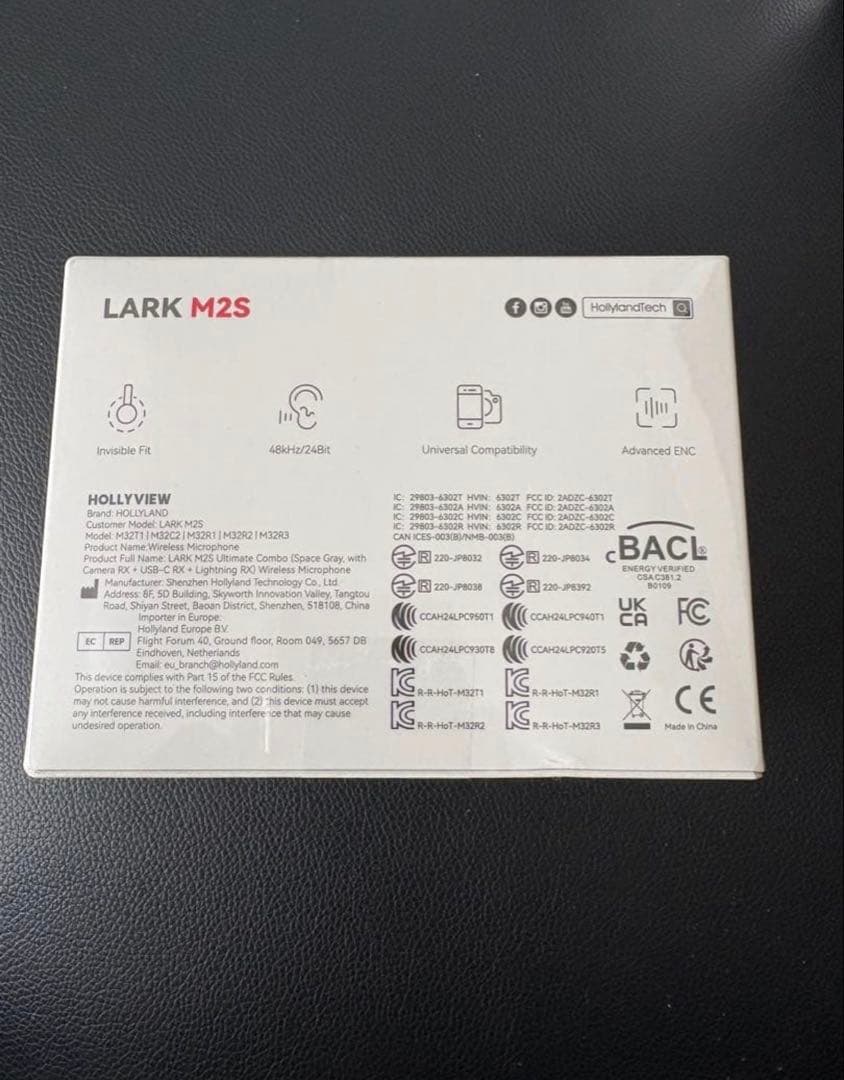 LARK M2S
HollylandTech
Invisible Fit
48kHz/24Bit
Universal Compatibility
Advanced ENC
HOLLYVIEW
Brand: HOLLYLAND
Customer Model: LARK M2S
Model: M32T1 | M32C2 | M32R1 | M32R2 | M32R3
Product Name:Wireless Microphone
Product Full Name: LARK M2S Ultimate Combo (Space Gray, with
Camera RX + USB-C RX + Lightning RX) Wireless Microphone
Manufacturer: Shenzhen Hollyland Technology Co., Ltd.
Address: 8F, 5D Building, Skyworth Innovation Valley, Tangtou
Road, Shiyan Street, Baoan District, Shenzhen, 518108, China
Importer in Europe:
Hollyland Europe B.V.
EC REP
Flight Forum 40, Ground floor, Room 049, 5657 DB
Eindhoven, Netherlands
Email: eu_branch@hollyland.com
This device complies with Part 15 of the FCC Rules.
Operation is subject to the following two conditions: (1) this device
may not cause harmful interference, and (2) this device must accept
any interference received, including interference that may cause
undesired operation.
IC: 29803-6302T HVIN: 6302T FCC ID: 2ADZC-6302T
IC: 29803-6302A HVIN: 6302A FCC ID: 2ADZC-6302A
IC: 29803-6302C HVIN: 6302C FCC ID: 2ADZC-6302C
IC: 29803-6302R HVIN: 6302R FCC ID: 2ADZC-6302R
CAN ICES-003(B)/NMB-003(B)
R 220-JP8032
R 220-JP8034
R 220-JP8038
R 220-JP8392
CCAH24LPC950T1
CCAH24LPC940T1
CCAH24LPC930T8
CCAH24LPC920T5
R-R-HoT-M32T1
R-R-HoT-M32R1
R-R-HoT-M32R2
R-R-HoT-M32R3
C BACL®
ENERGY VERIFIED
CSA C381.2
B0109
UK
CA
FC
CE
Made in China